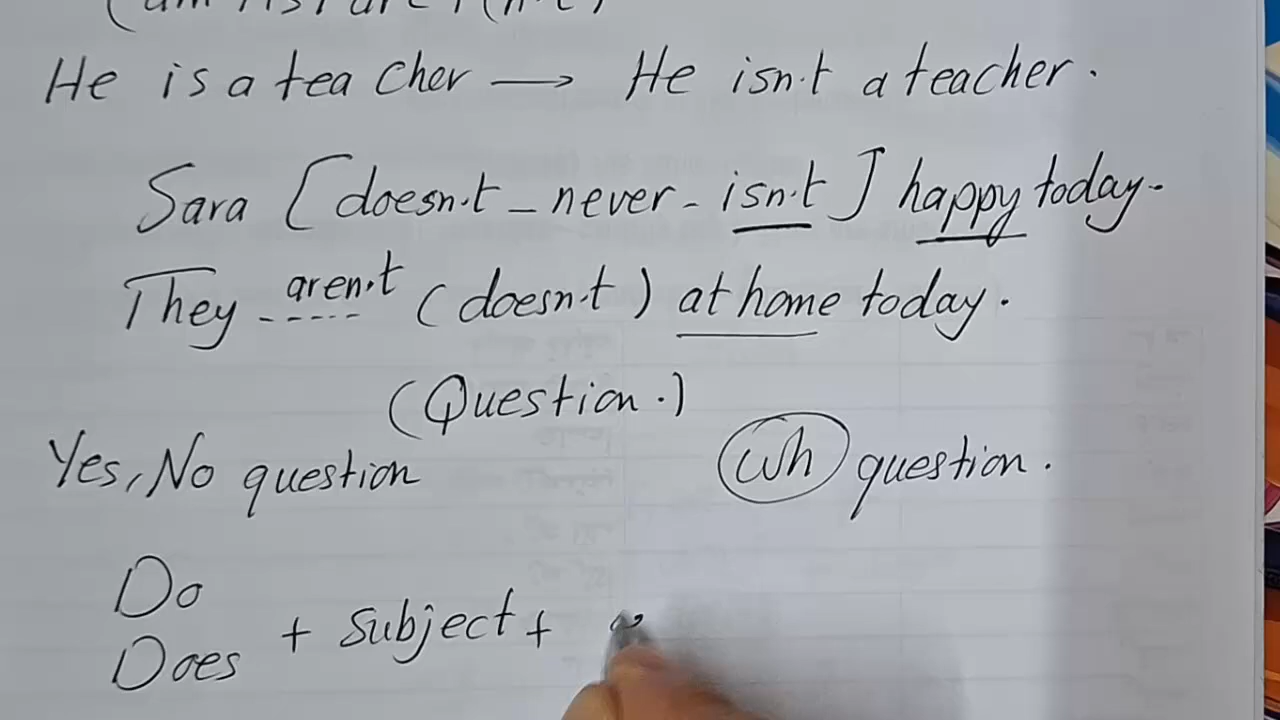 He is a teacher → He isn't a teacher.
Sara [doesn't - never - isn't] happy today.
They aren't ----- (doesn't) at home today.
(Question.)
Yes, No question
Wh question.
Do
Does + subject +